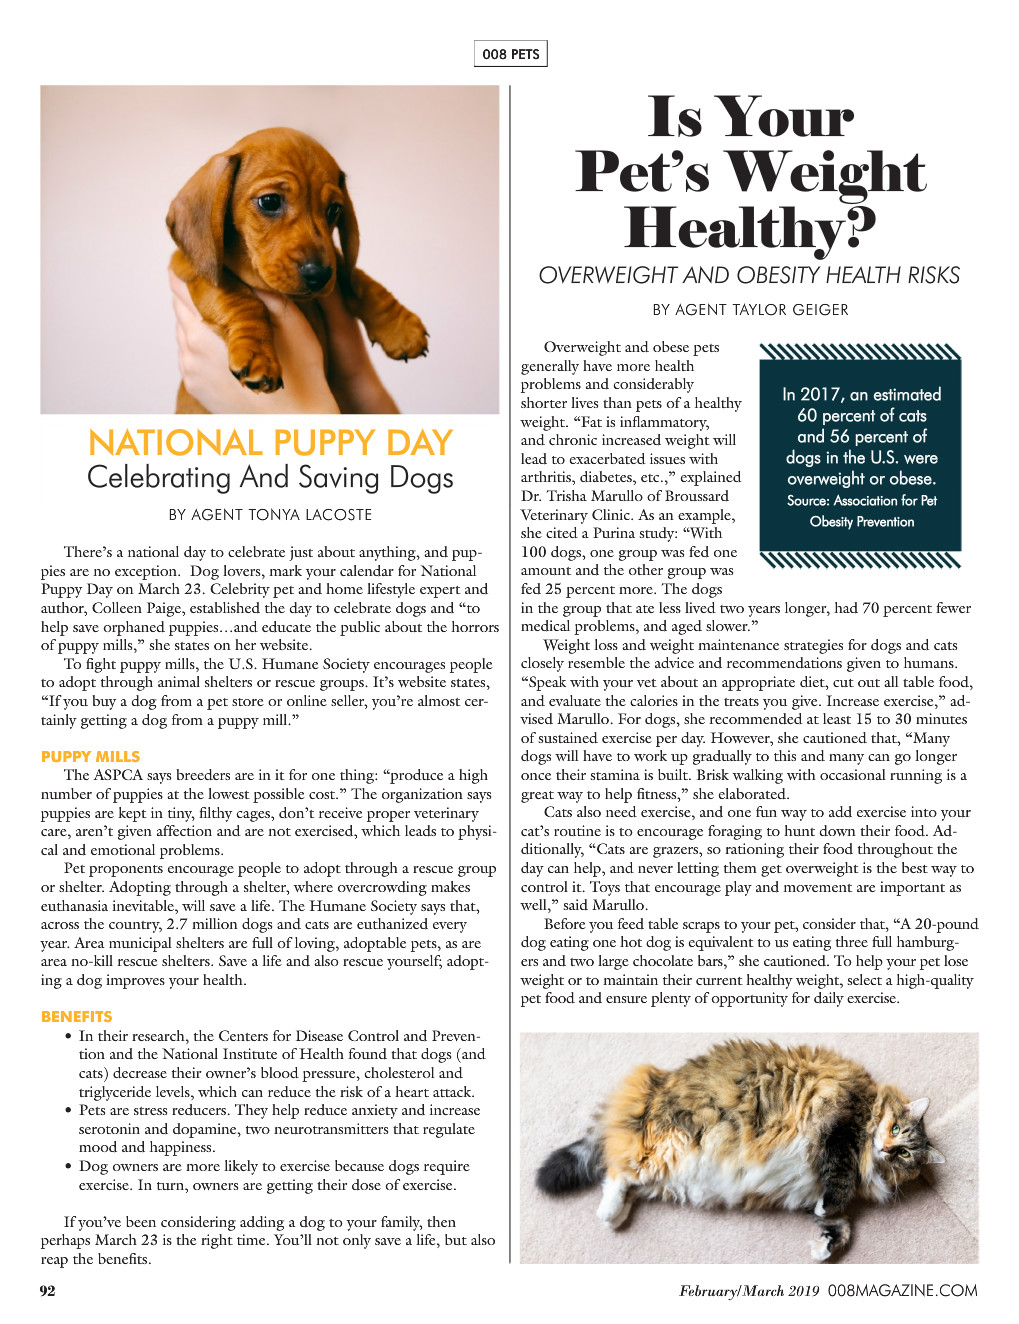 008 PETS
NATIONAL PUPPY DAY
Celebrating And Saving Dogs
BY AGENT TONYA LACOSTE
There's a national day to celebrate just about anything, and pup-
pies are no exception.  Dog lovers, mark your calendar for National
Puppy Day on March 23. Celebrity pet and home lifestyle expert and
author, Colleen Paige, established the day to celebrate dogs and “to
help save orphaned puppies…and educate the public about the horrors
of puppy mills,” she states on her website.
To fight puppy mills, the U.S. Humane Society encourages people
to adopt through animal shelters or rescue groups. It's website states,
“If you buy a dog from a pet store or online seller, you're almost cer-
tainly getting a dog from a puppy mill.”
PUPPY MILLS
The ASPCA says breeders are in it for one thing: “produce a high
number of puppies at the lowest possible cost.” The organization says
puppies are kept in tiny, filthy cages, don't receive proper veterinary
care, aren't given affection and are not exercised, which leads to physi-
cal and emotional problems.
Pet proponents encourage people to adopt through a rescue group
or shelter. Adopting through a shelter, where overcrowding makes
euthanasia inevitable, will save a life. The Humane Society says that,
across the country, 2.7 million dogs and cats are euthanized every
year. Area municipal shelters are full of loving, adoptable pets, as are
area no-kill rescue shelters. Save a life and also rescue yourself; adopt-
ing a dog improves your health.
BENEFITS
• In their research, the Centers for Disease Control and Preven-
tion and the National Institute of Health found that dogs (and
cats) decrease their owner's blood pressure, cholesterol and
triglyceride levels, which can reduce the risk of a heart attack.
• Pets are stress reducers. They help reduce anxiety and increase
serotonin and dopamine, two neurotransmitters that regulate
mood and happiness.
• Dog owners are more likely to exercise because dogs require
exercise. In turn, owners are getting their dose of exercise.
If you've been considering adding a dog to your family, then
perhaps March 23 is the right time. You'll not only save a life, but also
reap the benefits.
Is Your
Pet's Weight
Healthy?
OVERWEIGHT AND OBESITY HEALTH RISKS
BY AGENT TAYLOR GEIGER
Overweight and obese pets
generally have more health
problems and considerably
shorter lives than pets of a healthy
weight. “Fat is inflammatory,
and chronic increased weight will
lead to exacerbated issues with
arthritis, diabetes, etc.,” explained
Dr. Trisha Marullo of Broussard
Veterinary Clinic. As an example,
she cited a Purina study: “With
100 dogs, one group was fed one
amount and the other group was
fed 25 percent more. The dogs
in the group that ate less lived two years longer, had 70 percent fewer
medical problems, and aged slower.”
In 2017, an estimated
60 percent of cats
and 56 percent of
dogs in the U.S. were
overweight or obese.
Source: Association for Pet
Obesity Prevention
Weight loss and weight maintenance strategies for dogs and cats
closely resemble the advice and recommendations given to humans.
“Speak with your vet about an appropriate diet, cut out all table food,
and evaluate the calories in the treats you give. Increase exercise,” ad-
vised Marullo. For dogs, she recommended at least 15 to 30 minutes
of sustained exercise per day. However, she cautioned that, “Many
dogs will have to work up gradually to this and many can go longer
once their stamina is built. Brisk walking with occasional running is a
great way to help fitness,” she elaborated.
Cats also need exercise, and one fun way to add exercise into your
cat's routine is to encourage foraging to hunt down their food. Ad-
ditionally, “Cats are grazers, so rationing their food throughout the
day can help, and never letting them get overweight is the best way to
control it. Toys that encourage play and movement are important as
well,” said Marullo.
Before you feed table scraps to your pet, consider that, “A 20-pound
dog eating one hot dog is equivalent to us eating three full hamburg-
ers and two large chocolate bars,” she cautioned. To help your pet lose
weight or to maintain their current healthy weight, select a high-quality
pet food and ensure plenty of opportunity for daily exercise.
92
February/March 2019 008MAGAZINE.COM